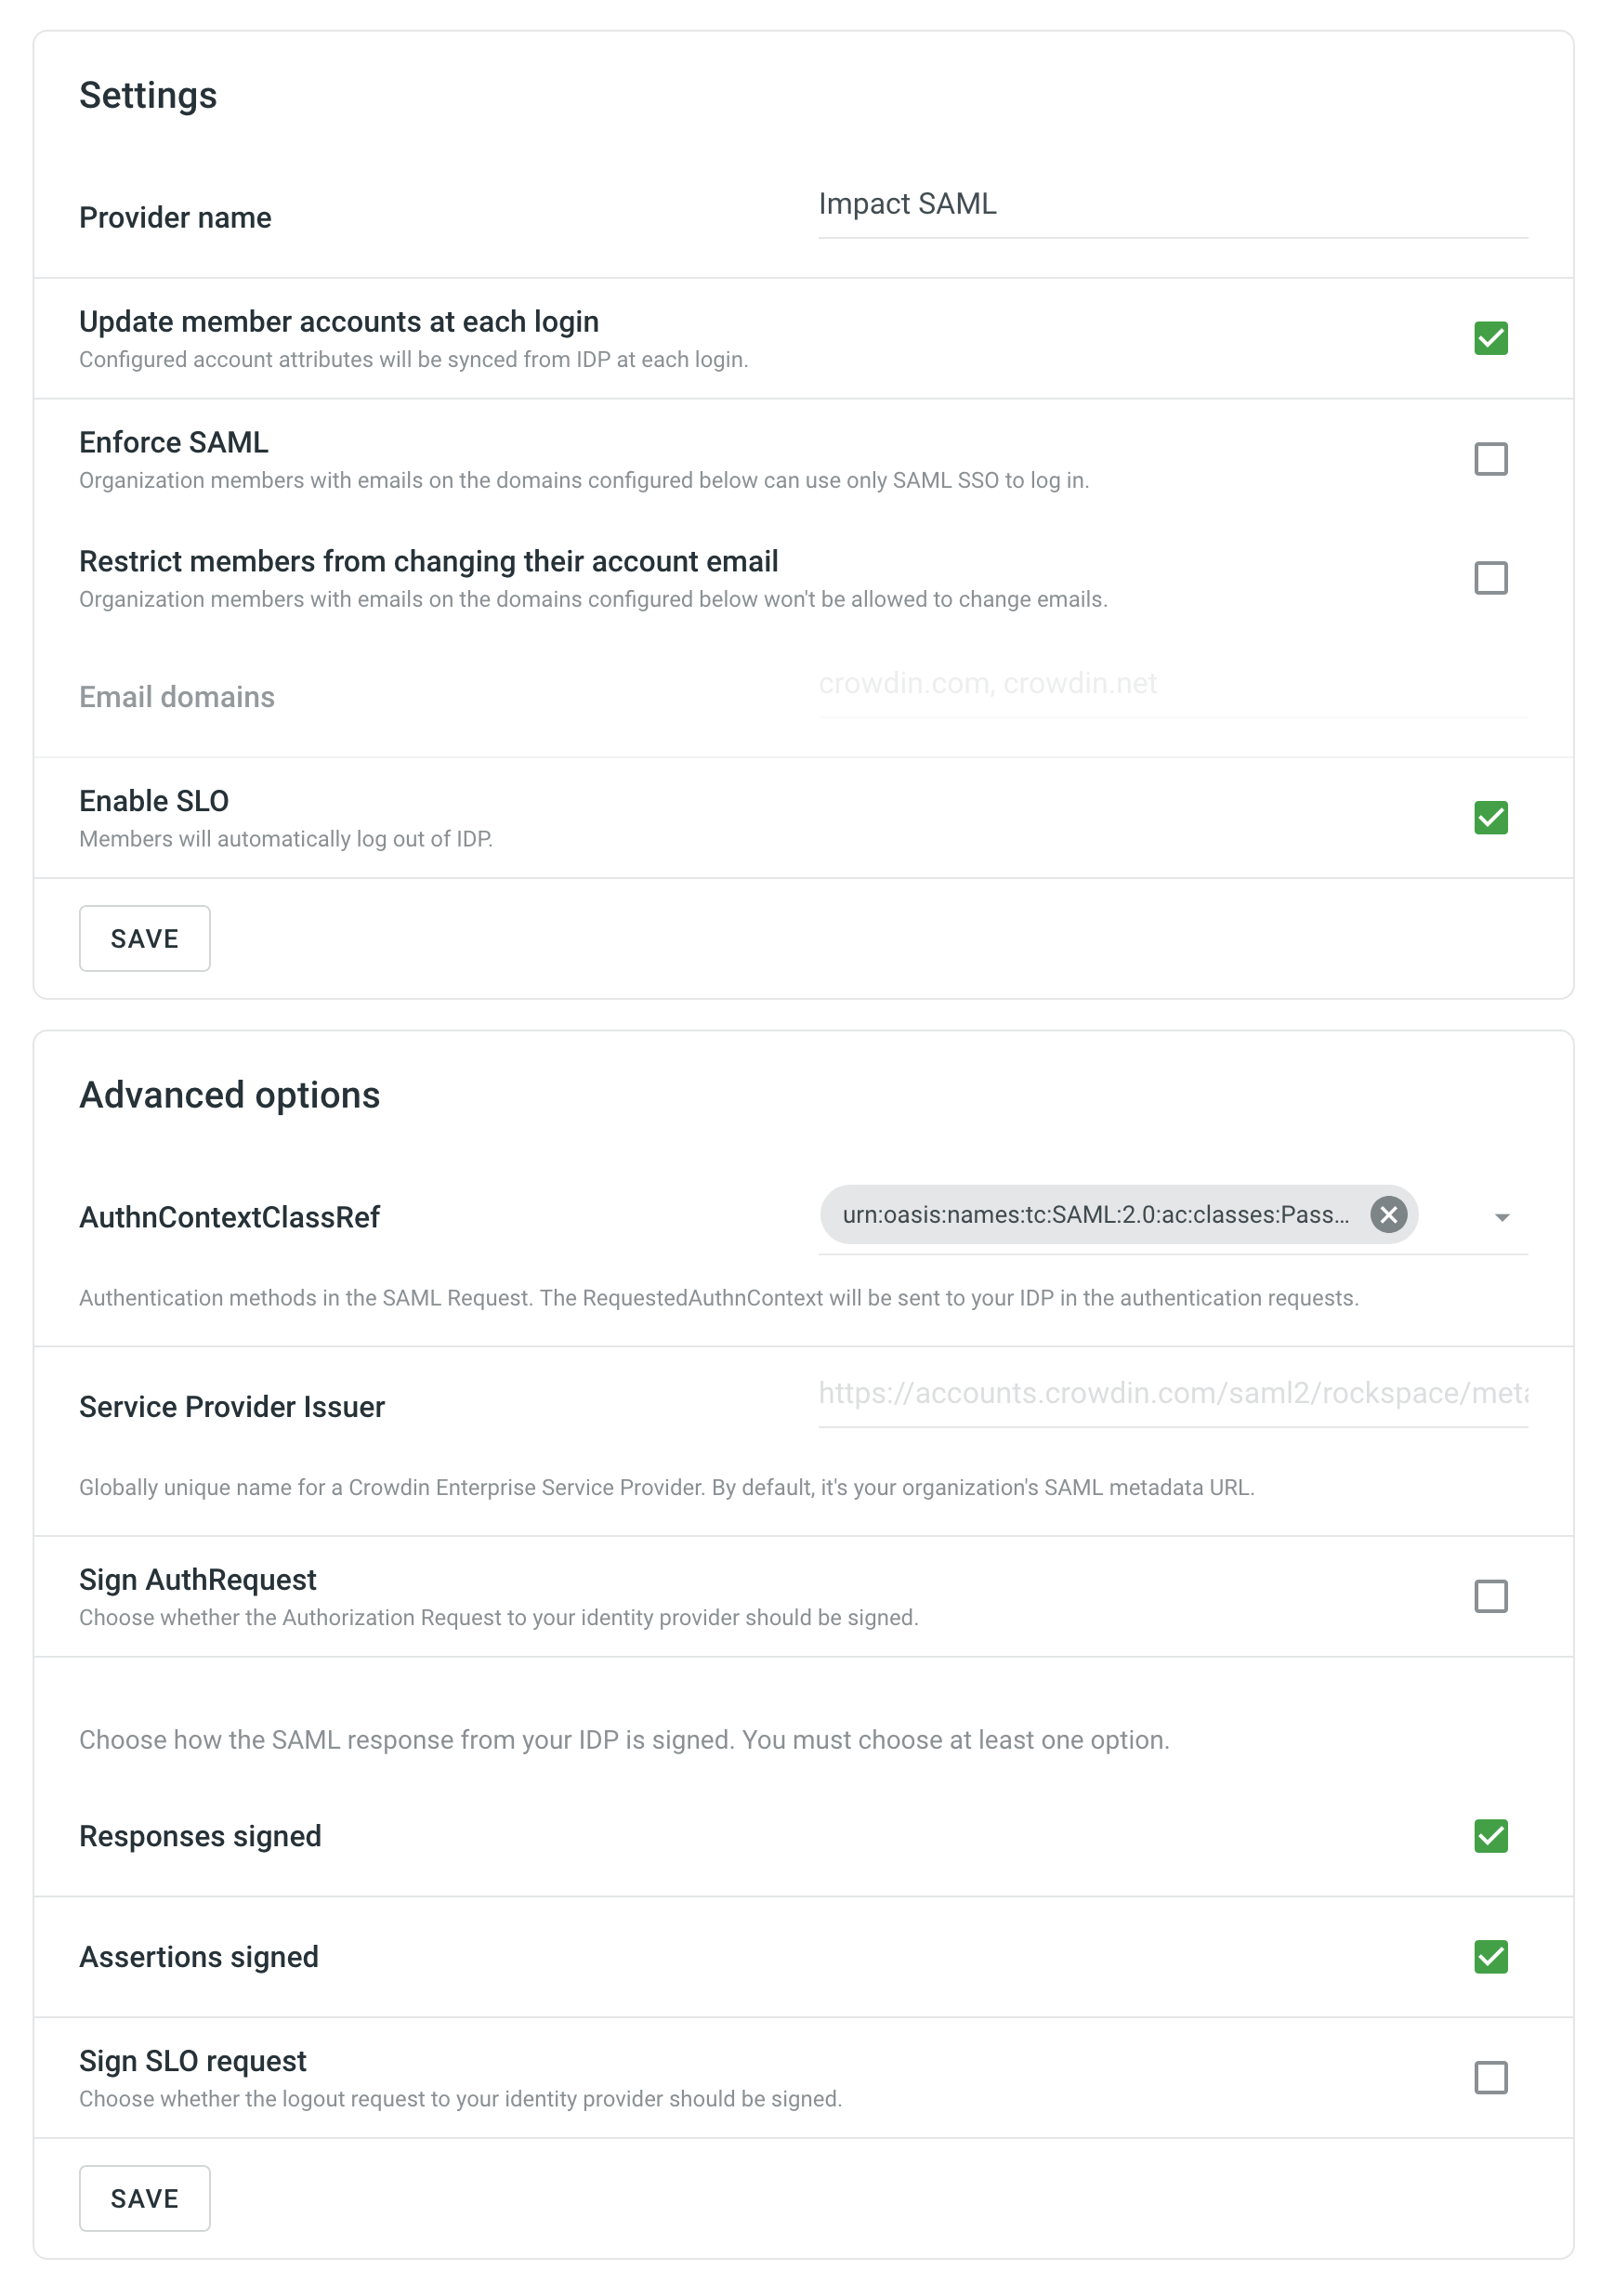 Settings
Provider name
Impact SAML
Update member accounts at each login
Configured account attributes will be synced from IDP at each login.
Enforce SAML
Organization members with emails on the domains configured below can use only SAML SSO to log in.
Restrict members from changing their account email
Organization members with emails on the domains configured below won't be allowed to change emails.
Email domains
crowdin.com, crowdin.net
Enable SLO
Members will automatically log out of IDP.
SAVE
Advanced options
AuthnContextClassRef
urn:oasis:names:tc:SAML:2.0:ac:classes:Pass...
Authentication methods in the SAML Request. The RequestedAuthnContext will be sent to your IDP in the authentication requests.
Service Provider Issuer
https://accounts.crowdin.com/saml2/rockspace/meta
Globally unique name for a Crowdin Enterprise Service Provider. By default, it's your organization's SAML metadata URL.
Sign AuthRequest
Choose whether the Authorization Request to your identity provider should be signed.
Choose how the SAML response from your IDP is signed. You must choose at least one option.
Responses signed
Assertions signed
Sign SLO request
Choose whether the logout request to your identity provider should be signed.
SAVE